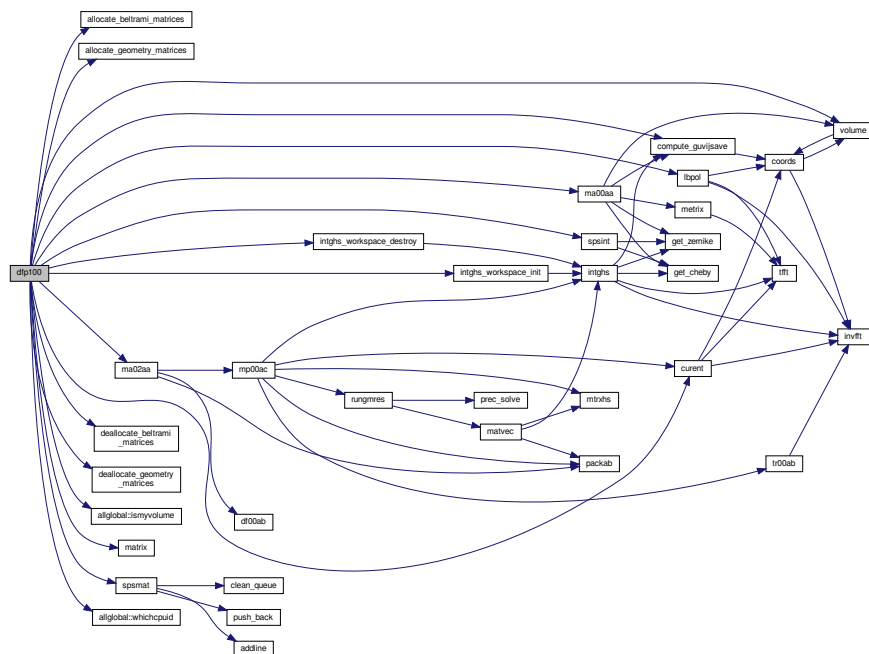 allocate_beltrami_matrices
allocate_geometry_matrices
volume
compute_guvijsave
coords
lbpol
ma00aa
metrix
intghs_workspace_destroy
spsint
get_zernike
dfp100
intghs_workspace_init
intghs
get_cheby
tfft
invfft
ma02aa
mp00ac
curent
rungmres
prec_solve
mtrxhs
matvec
deallocate_beltrami
_matrices
packab
tr00ab
deallocate_geometry
_matrices
allglobal::ismyvolume
df00ab
matrix
spsmat
clean_queue
allglobal::whichcpuid
push_back
addline